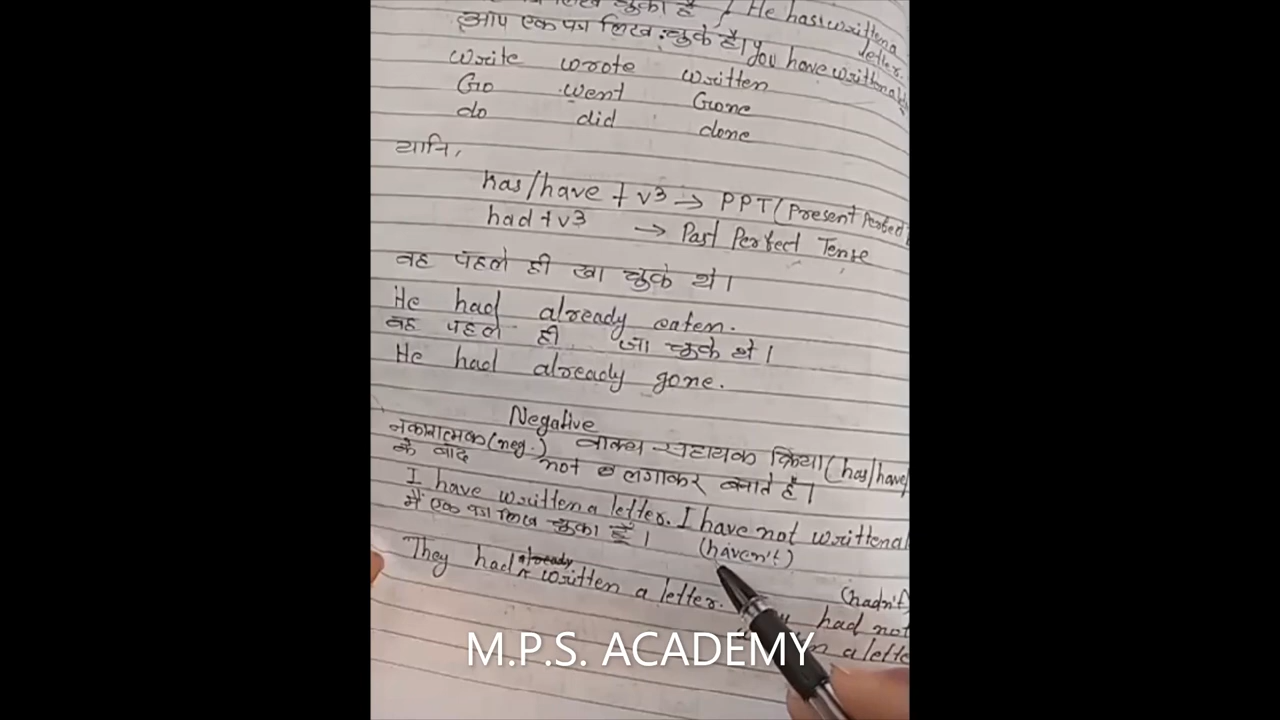 चुका है / He has written a letter.
आप एक पत्र लिख चुके हैं। You have written a
write wrote written
Go went Gone
do did done
यानि,
has/have + v3 → PPT (Present Perfect
had + v3 → Past Perfect Tense
वह पहले ही खा चुके थे।
He had already eaten.
वह पहले ही जा चुके थे।
He had already gone.
Negative
नकारात्मक (neg.) वाक्य सहायक क्रिया (has/have
के बाद not लगाकर बनाते हैं।
I have written a letter. I have not written a
मैं एक पत्र लिख चुका हूँ। (haven't)
They had already written a letter. (hadn't)
had not
a lette
M.P.S. ACADEMY